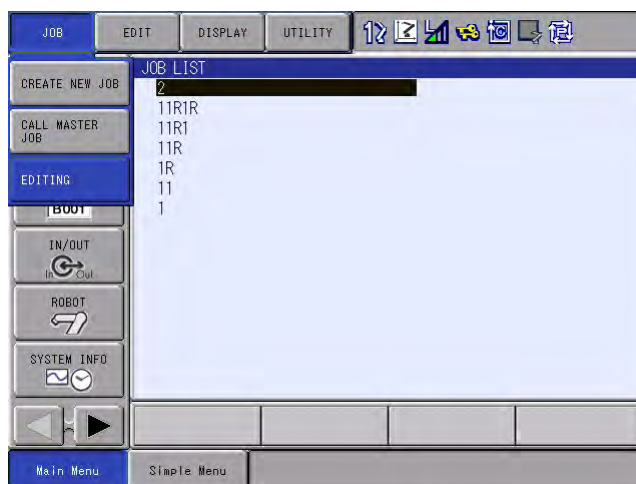 JOB
EDIT
DISPLAY
UTILITY
CREATE NEW JOB
CALL MASTER
JOB
EDITING
JOB LIST
2
11R1R
11R1
11R
1R
11
1
IN/OUT
In
Out
ROBOT
SYSTEM INFO
Main Menu
Simple Menu